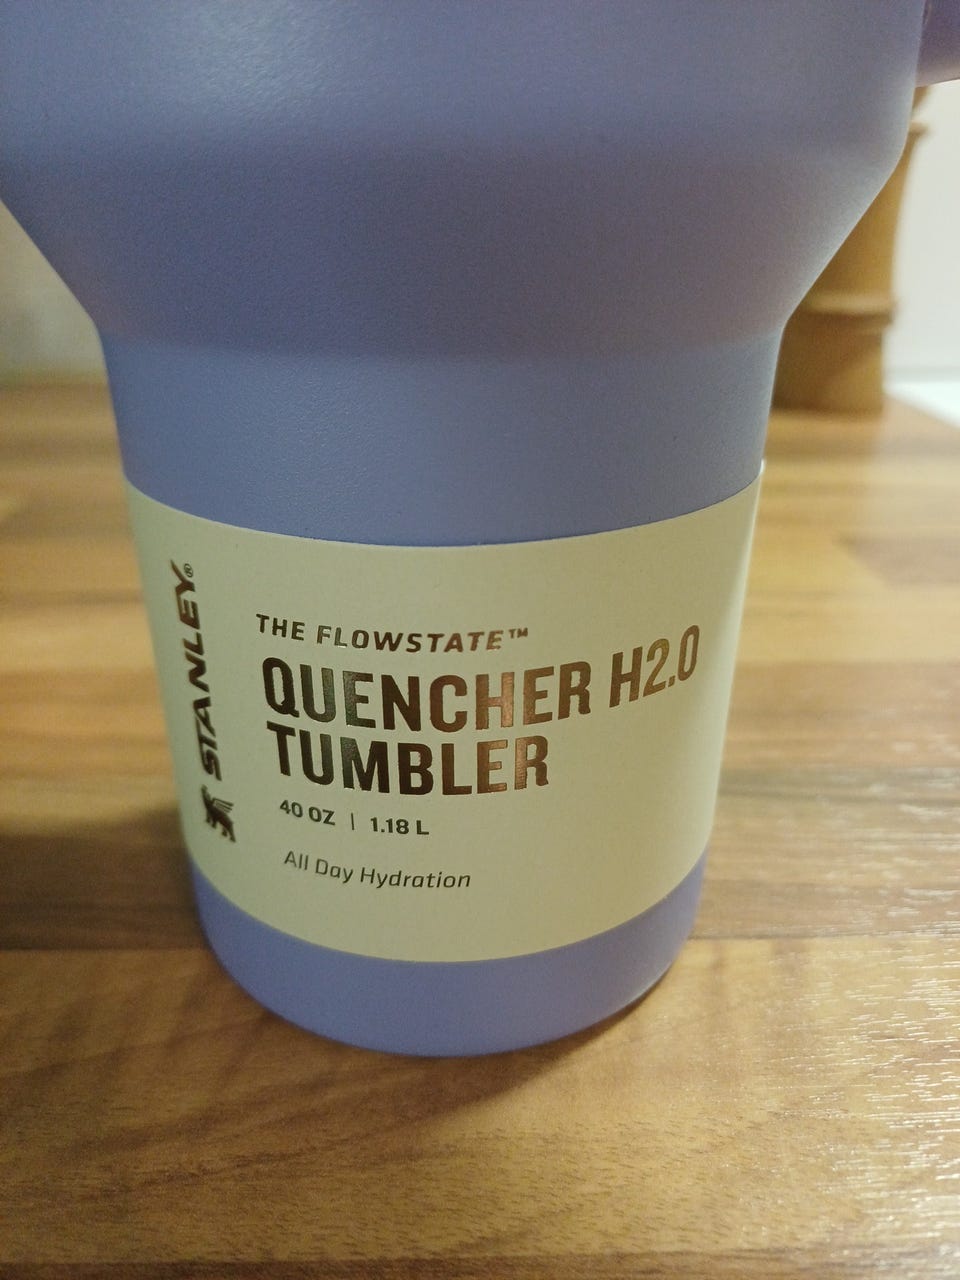 STANLEY®
THE FLOWSTATE™
QUENCHER H2.0
TUMBLER
40 OZ | 1.18 L
All Day Hydration